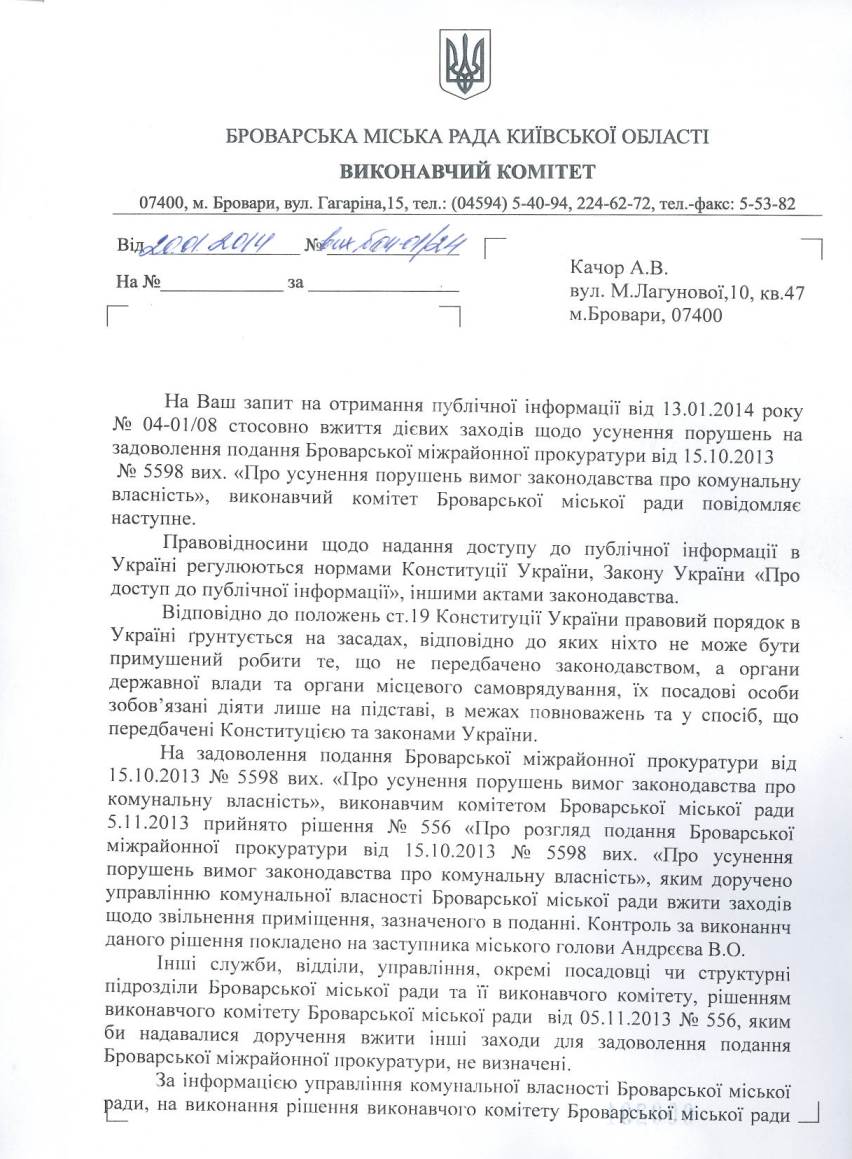 БРОВАРСЬКА МІСЬКА РАДА КИЇВСЬКОЇ ОБЛАСТІ
ВИКОНАВЧИЙ КОМІТЕТ
07400, м. Бровари, вул. Гагаріна,15, тел.: (04594) 5-40-94, 224-62-72, тел.-факс: 5-53-82
Від 20.01.2014 №
На №____________ за ________________
Качор А.В.
вул. М.Лагунової,10, кв.47
м.Бровари, 07400
На Ваш запит на отримання публічної інформації від 13.01.2014 року
№ 04-01/08 стосовно вжиття дієвих заходів щодо усунення порушень на
задоволення подання Броварської міжрайонної прокуратури від 15.10.2013
№ 5598 вих. «Про усунення порушень вимог законодавства про комунальну
власність», виконавчий комітет Броварської міської ради повідомляє
наступне.
Правовідносини щодо надання доступу до публічної інформації в
Україні регулюються нормами Конституції України, Закону України «Про
доступ до публічної інформації», іншими актами законодавства.
Відповідно до положень ст.19 Конституції України правовий порядок в
Україні ґрунтується на засадах, відповідно до яких ніхто не може бути
примушений робити те, що не передбачено законодавством, а органи
державної влади та органи місцевого самоврядування, їх посадові особи
зобов’язані діяти лише на підставі, в межах повноважень та у спосіб, що
передбачені Конституцією та законами України.
На задоволення подання Броварської міжрайонної прокуратури від
15.10.2013 № 5598 вих. «Про усунення порушень вимог законодавства про
комунальну власність», виконавчим комітетом Броварської міської ради
5.11.2013 прийнято рішення № 556 «Про розгляд подання Броварської
міжрайонної прокуратури від 15.10.2013 № 5598 вих. «Про усунення
порушень вимог законодавства про комунальну власність», яким доручено
управлінню комунальної власності Броварської міської ради вжити заходів
щодо звільнення приміщення, зазначеного в поданні. Контроль за виконаннч
даного рішення покладено на заступника міського голови Андрєєва В.О.
Інші служби, відділи, управління, окремі посадовці чи структурні
підрозділи Броварської міської ради та її виконавчого комітету, рішенням
виконавчого комітету Броварської міської ради від 05.11.2013 № 556, яким
би надавалися доручення вжити інші заходи для задоволення подання
Броварської міжрайонної прокуратури, не визначені.
За інформацією управління комунальної власності Броварської міської
ради, на виконання рішення виконавчого комітету Броварської міської ради